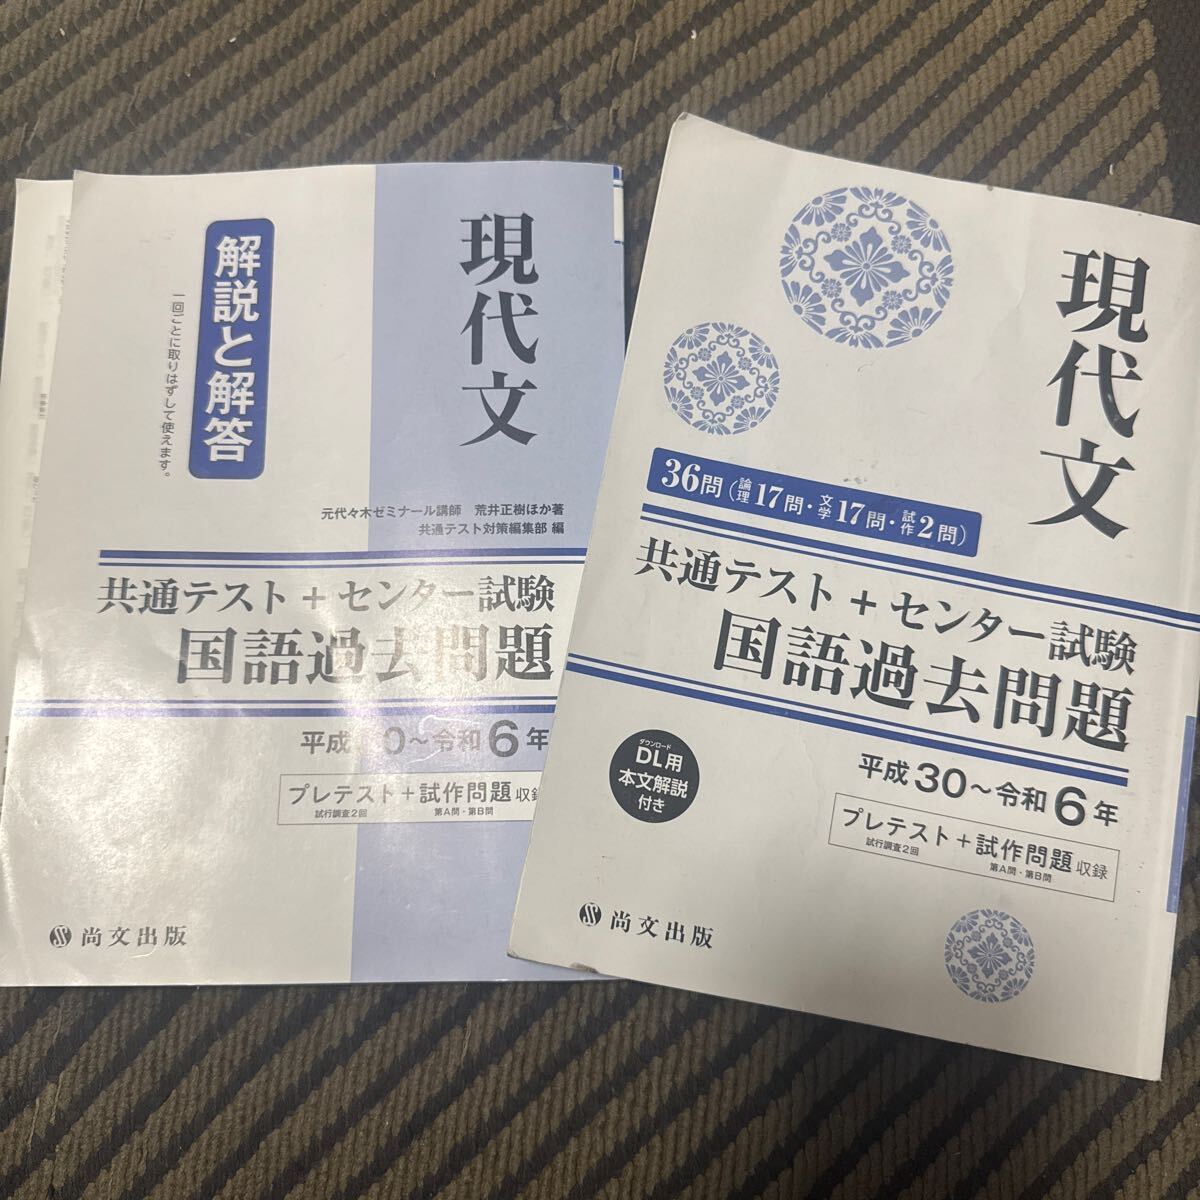 現代文
解説と解答
一回ごとに取りはずして使えます。
元代々木ゼミナール講師 荒井正樹ほか著
共通テスト対策編集部 編
共通テスト+センター試験
国語過去問題
平成30～令和6年
プレテスト+試作問題収録
試行調査2回 第A問・第B問
尚文出版
現代文
36問(論理17問・文学17問・試作2問)
共通テスト+センター試験
国語過去問題
平成30～令和6年
ダウンロード
DL用
本文解説
付き
プレテスト+試作問題収録
試行調査2回 第A問・第B問
尚文出版